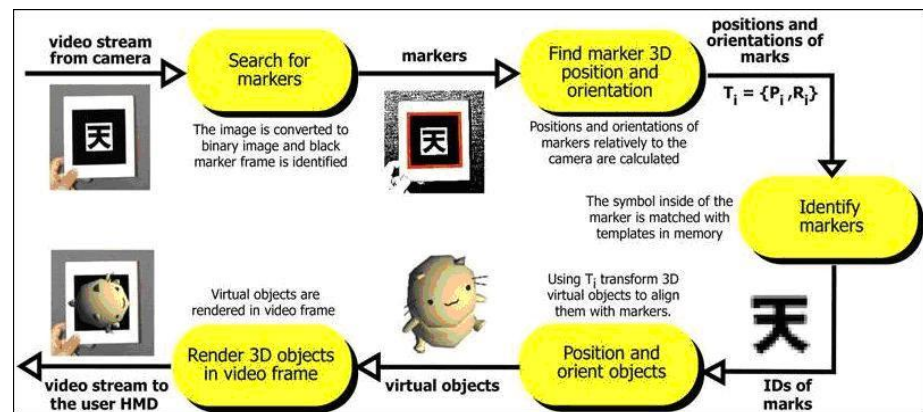 video stream
from camera
Search for
markers
The image is converted to
binary image and black
marker frame is identified
markers
Find marker 3D
position and
orientation
Positions and orientations of
markers relatively to the
camera are calculated
positions and
orientations of
marks
Ti = {Pi ,Ri}
天
天
The symbol inside of the
marker is matched with
templates in memory
Identify
markers
天
IDs of
marks
Using Ti transform 3D
virtual objects to align
them with markers.
Position and
orient objects
virtual objects
Virtual objects are
rendered in video frame
Render 3D objects
in video frame
video stream to
the user HMD